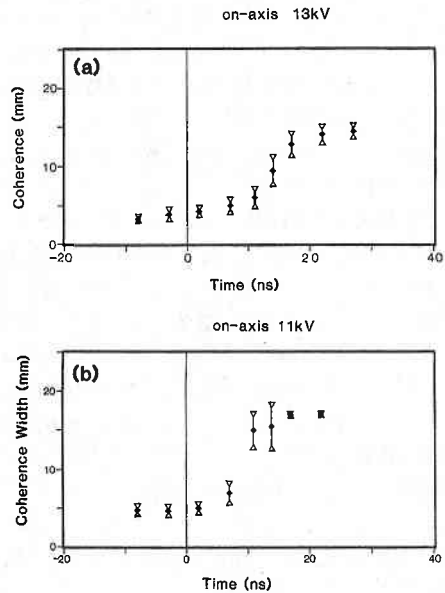 on-axis 13kV
(a)
Coherence (mm)
20
10
0
-20
0
20
40
Time (ns)
on-axis 11kV
(b)
Coherence Width (mm)
20
10
0
-20
0
20
40
Time (ns)